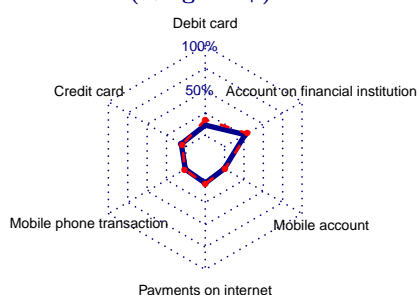 Debit card
100%
Credit card
50%
Account on financial institution
Mobile phone transaction
Mobile account
Payments on internet